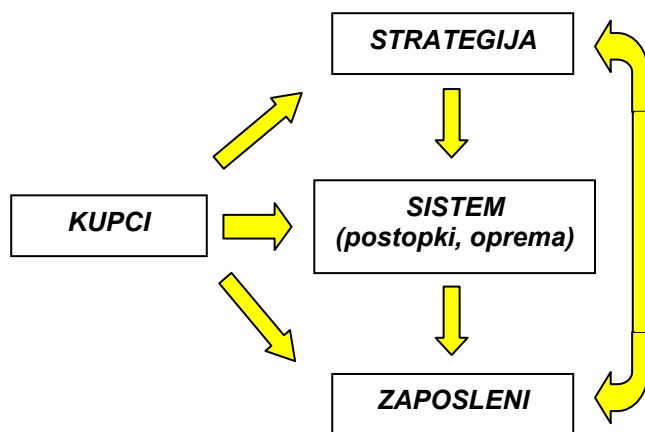 STRATEGIJA
KUPCI
SISTEM
(postopki, oprema)
ZAPOSLENI